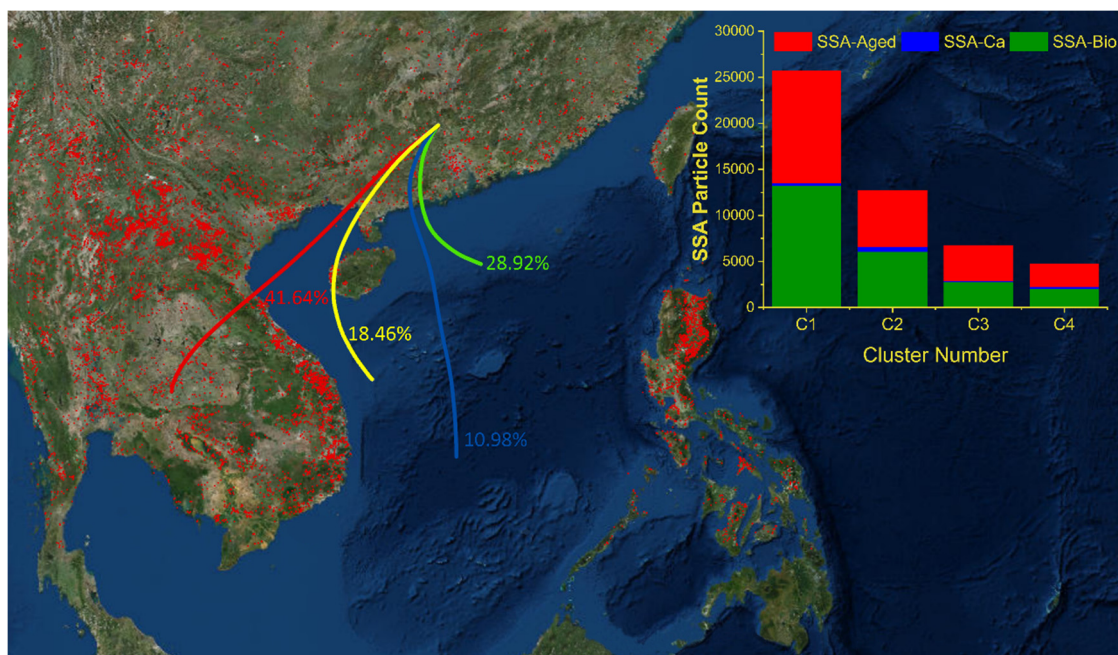 SSA-Aged SSA-Ca SSA-Bio
30000
25000
20000
15000
10000
5000
0
SSA Particle Count
C1 C2 C3 C4
Cluster Number
28.92%
41.64%
18.46%
10.98%